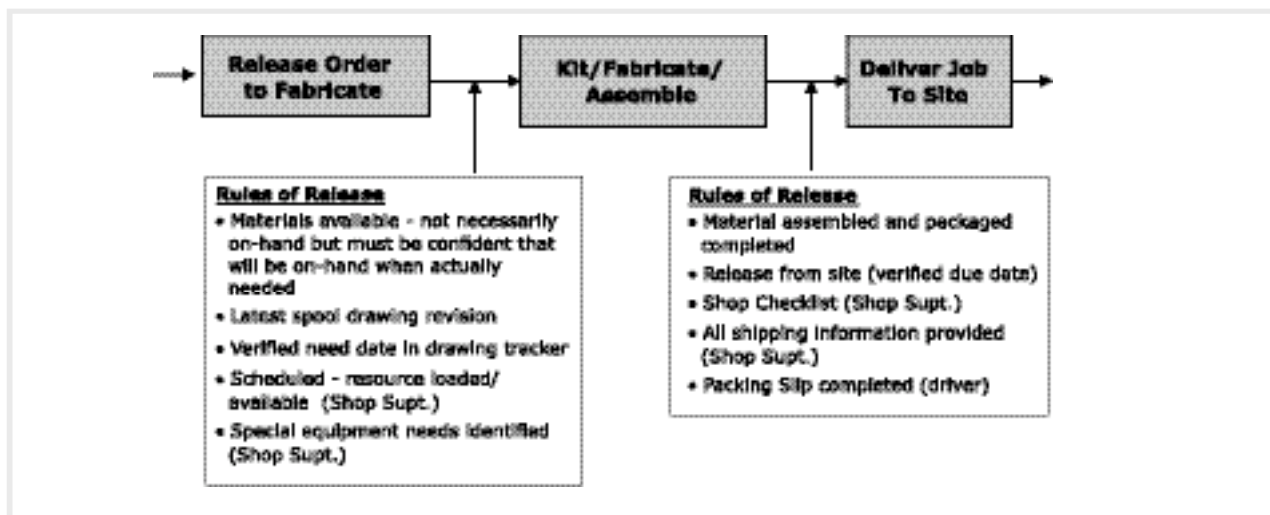 Release Order
to Fabricate
Kit/Fabricate/
Assemble
Deliver Job
To Site
Rules of Release
• Materials available - not necessarily
on-hand but must be confident that
will be on-hand when actually
needed
• Latest spool drawing revision
• Verified need date in drawing tracker
• Scheduled - resource loaded/
available (Shop Supt.)
• Special equipment needs identified
(Shop Supt.)
Rules of Release
• Material assembled and packaged
completed
• Release from site (verified due date)
• Shop Checklist (Shop Supt.)
• All shipping information provided
(Shop Supt.)
• Packing Slip completed (driver)